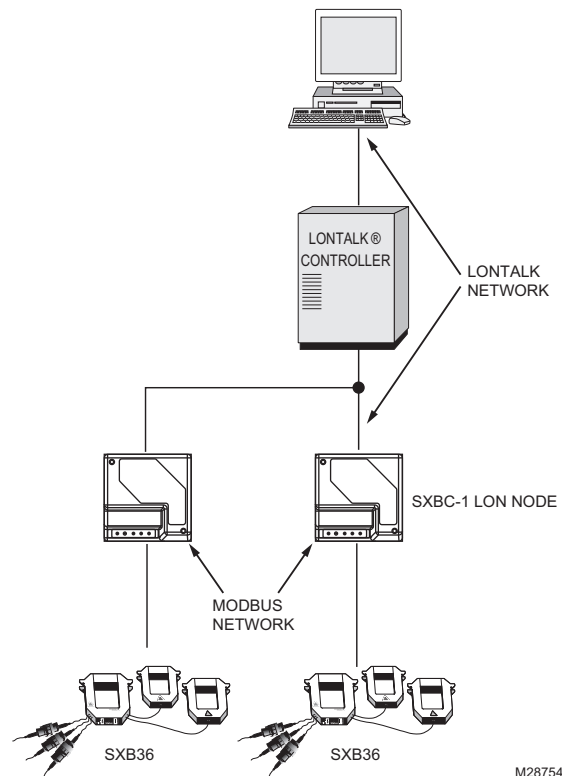 LONTALK®
CONTROLLER
LONTALK
NETWORK
SXBC-1 LON NODE
MODBUS
NETWORK
SXB36
SXB36
M28754